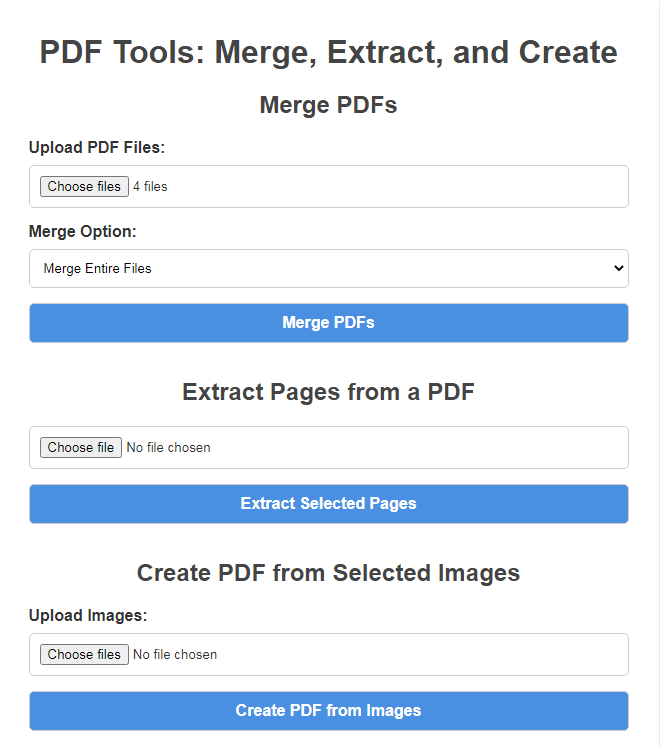 PDF Tools: Merge, Extract, and Create
Merge PDFs
Upload PDF Files:
Choose files 4 files
Merge Option:
Merge Entire Files
Merge PDFs
Extract Pages from a PDF
Choose file No file chosen
Extract Selected Pages
Create PDF from Selected Images
Upload Images:
Choose files No file chosen
Create PDF from Images